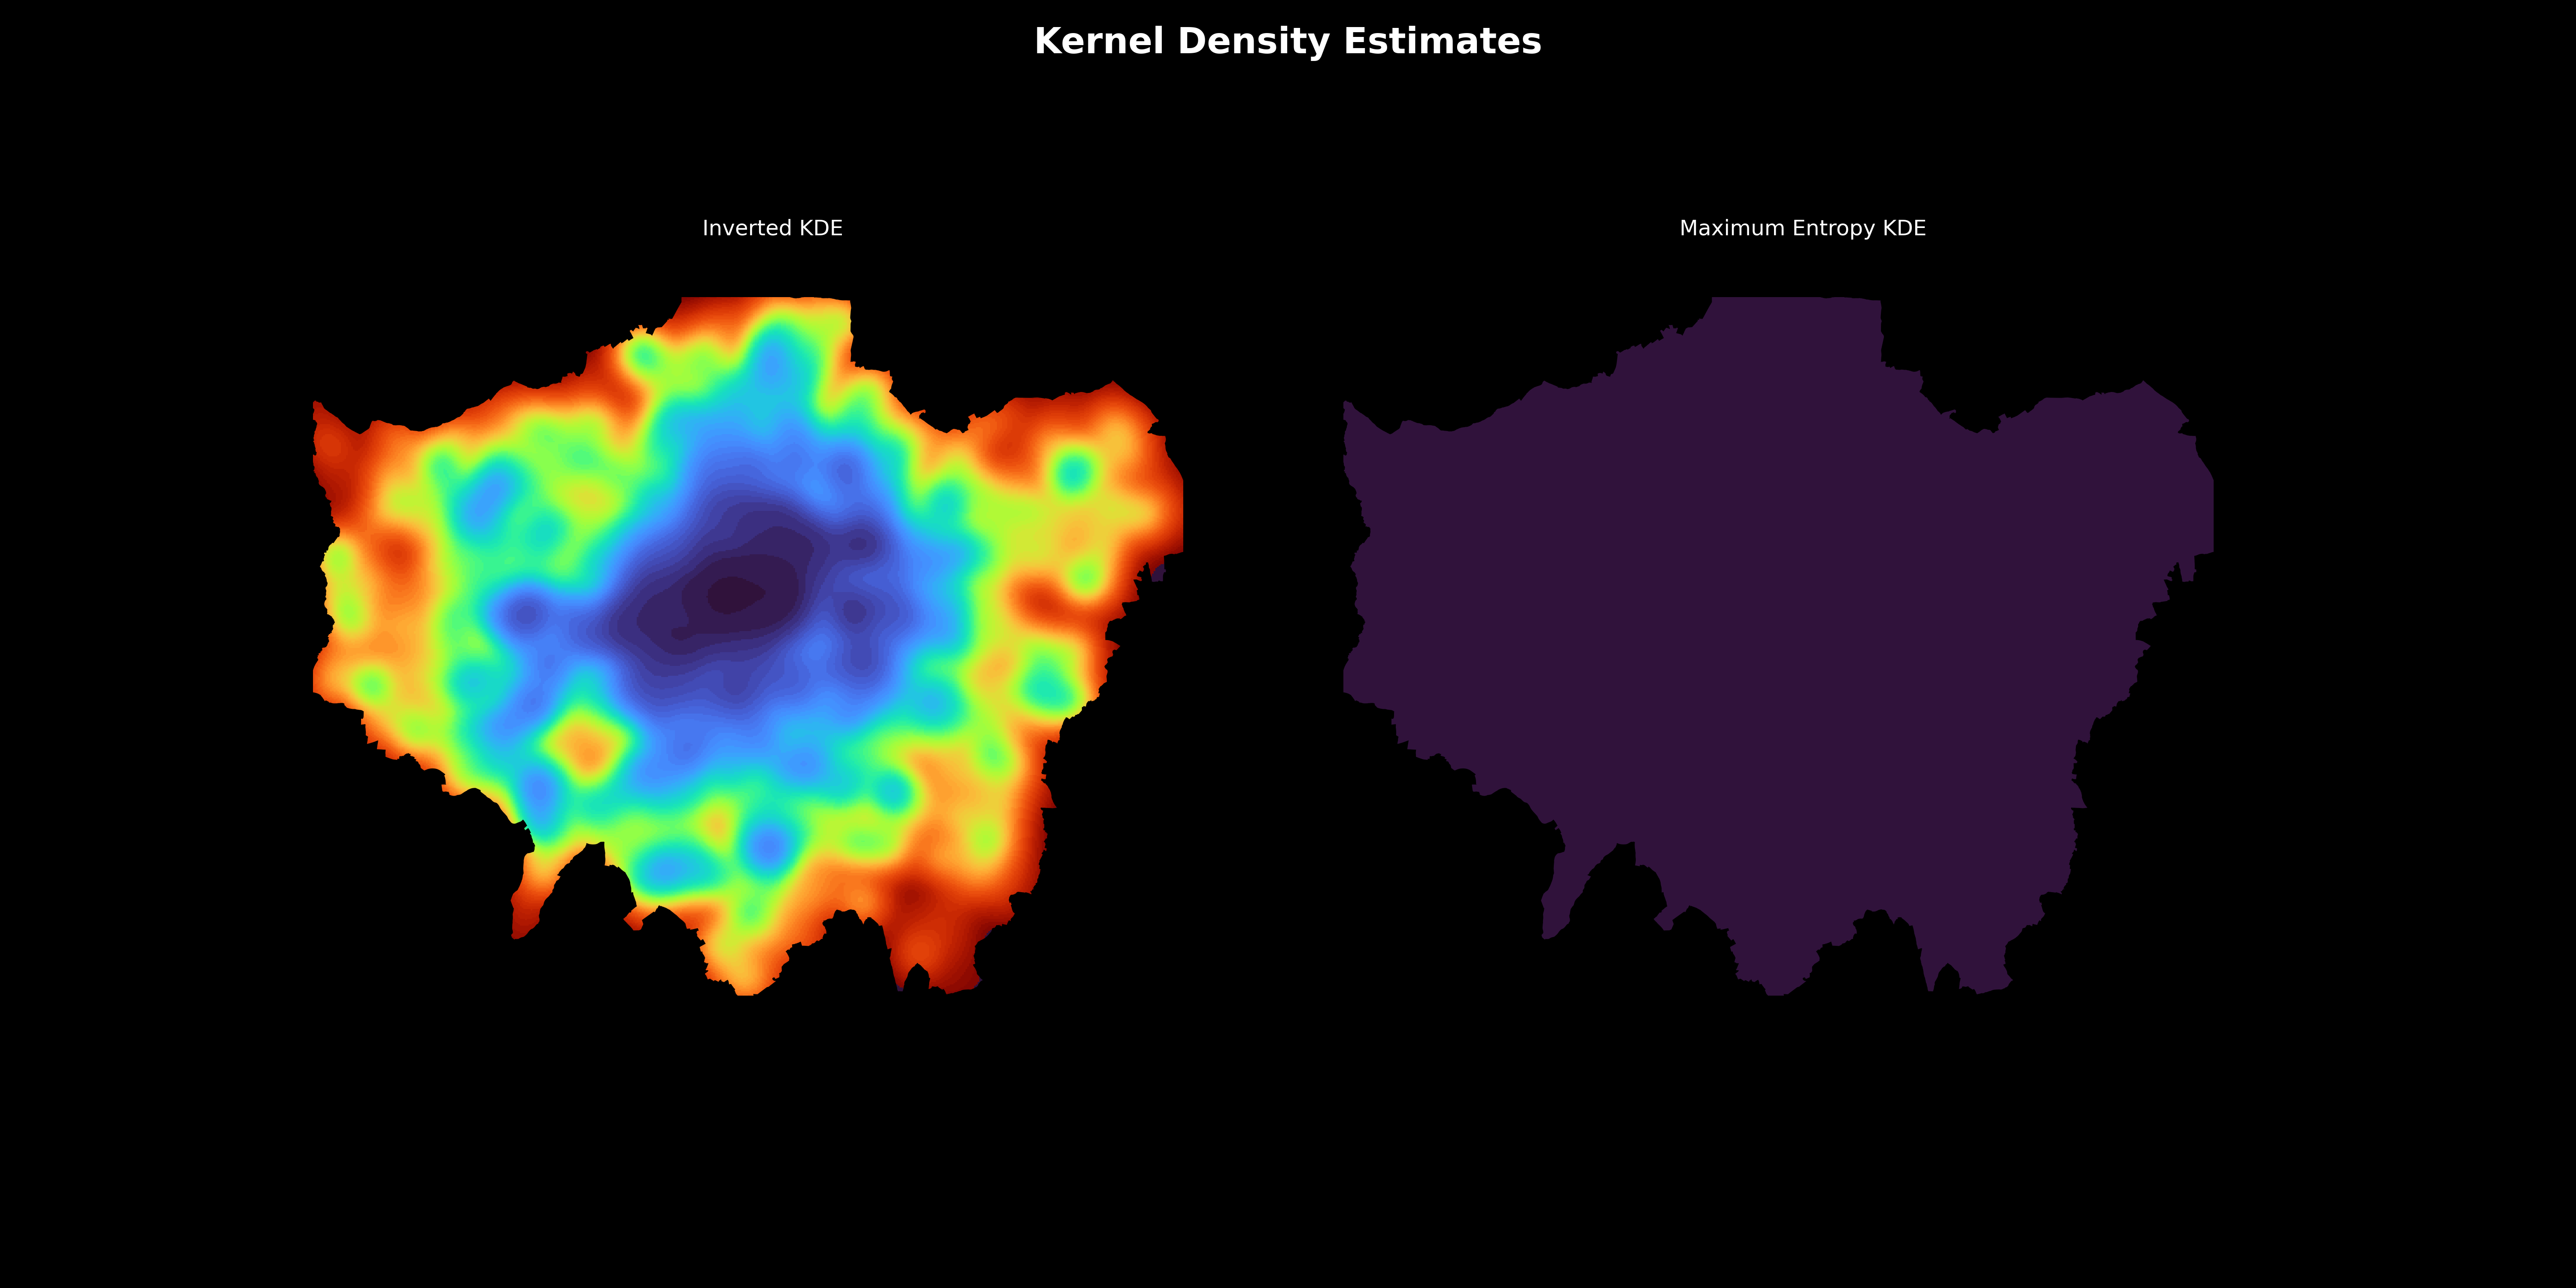 Kernel Density Estimates
Inverted KDE
Maximum Entropy KDE